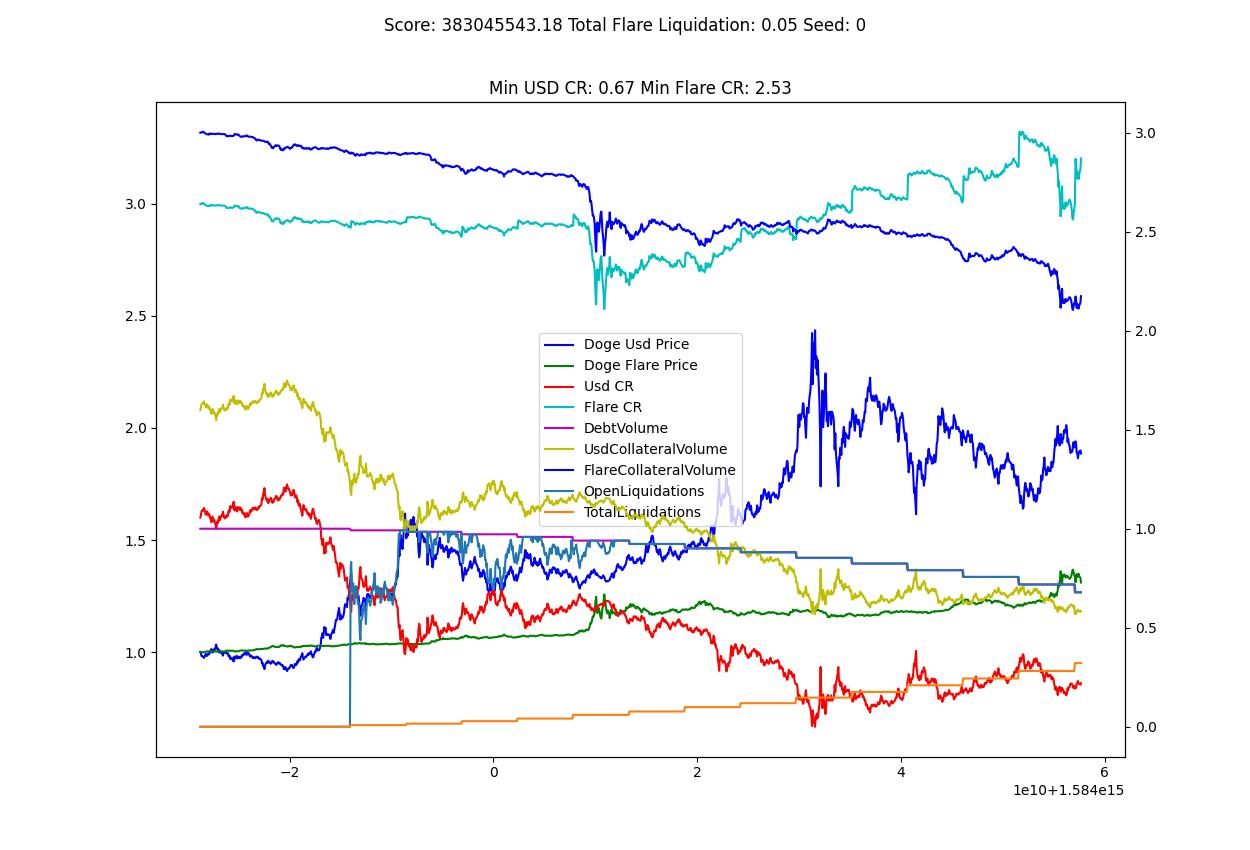 Score: 383045543.18 Total Flare Liquidation: 0.05 Seed: 0
Min USD CR: 0.67 Min Flare CR: 2.53
3.0
2.5
2.0
1.5
1.0
3.0
2.5
2.0
1.5
1.0
0.5
0.0
Doge Usd Price
Doge Flare Price
Usd CR
Flare CR
DebtVolume
UsdCollateralVolume
FlareCollateralVolume
OpenLiquidations
TotalLiquidations
−2 0 2 4 6
1e10+1.584e15